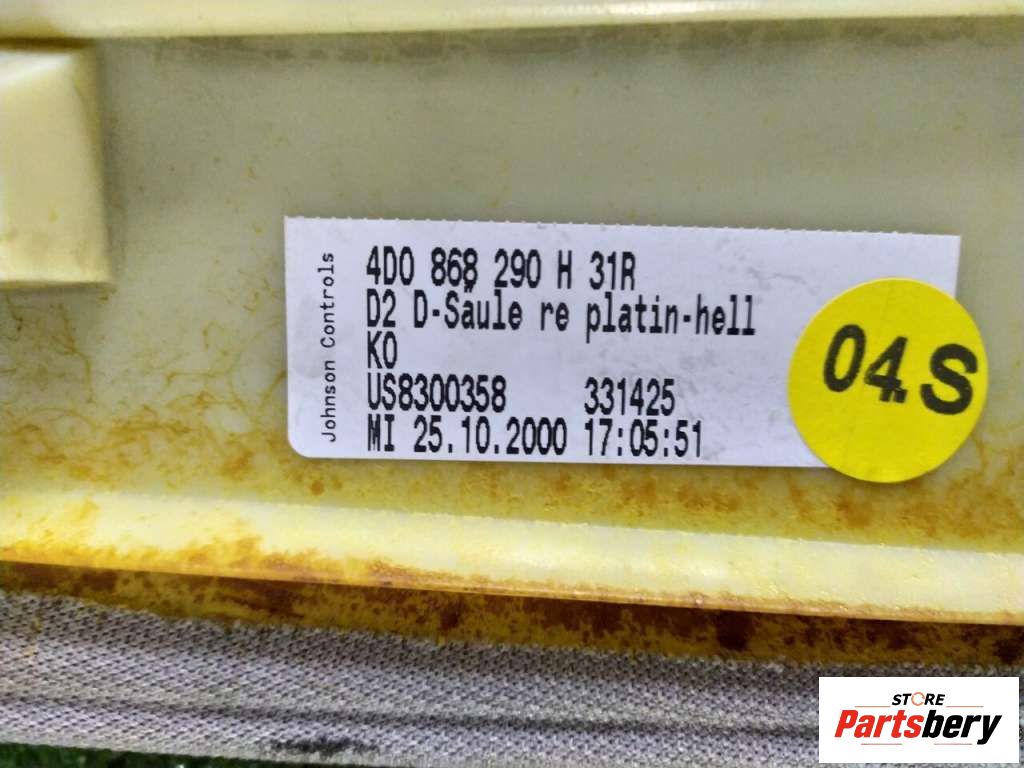 Johnson Controls
4D0 868 290 H 31R
D2 D-Säule re platin-hell
KO
US8300358 331425
MI 25.10.2000 17:05:51
04.S
STORE
Partsbery